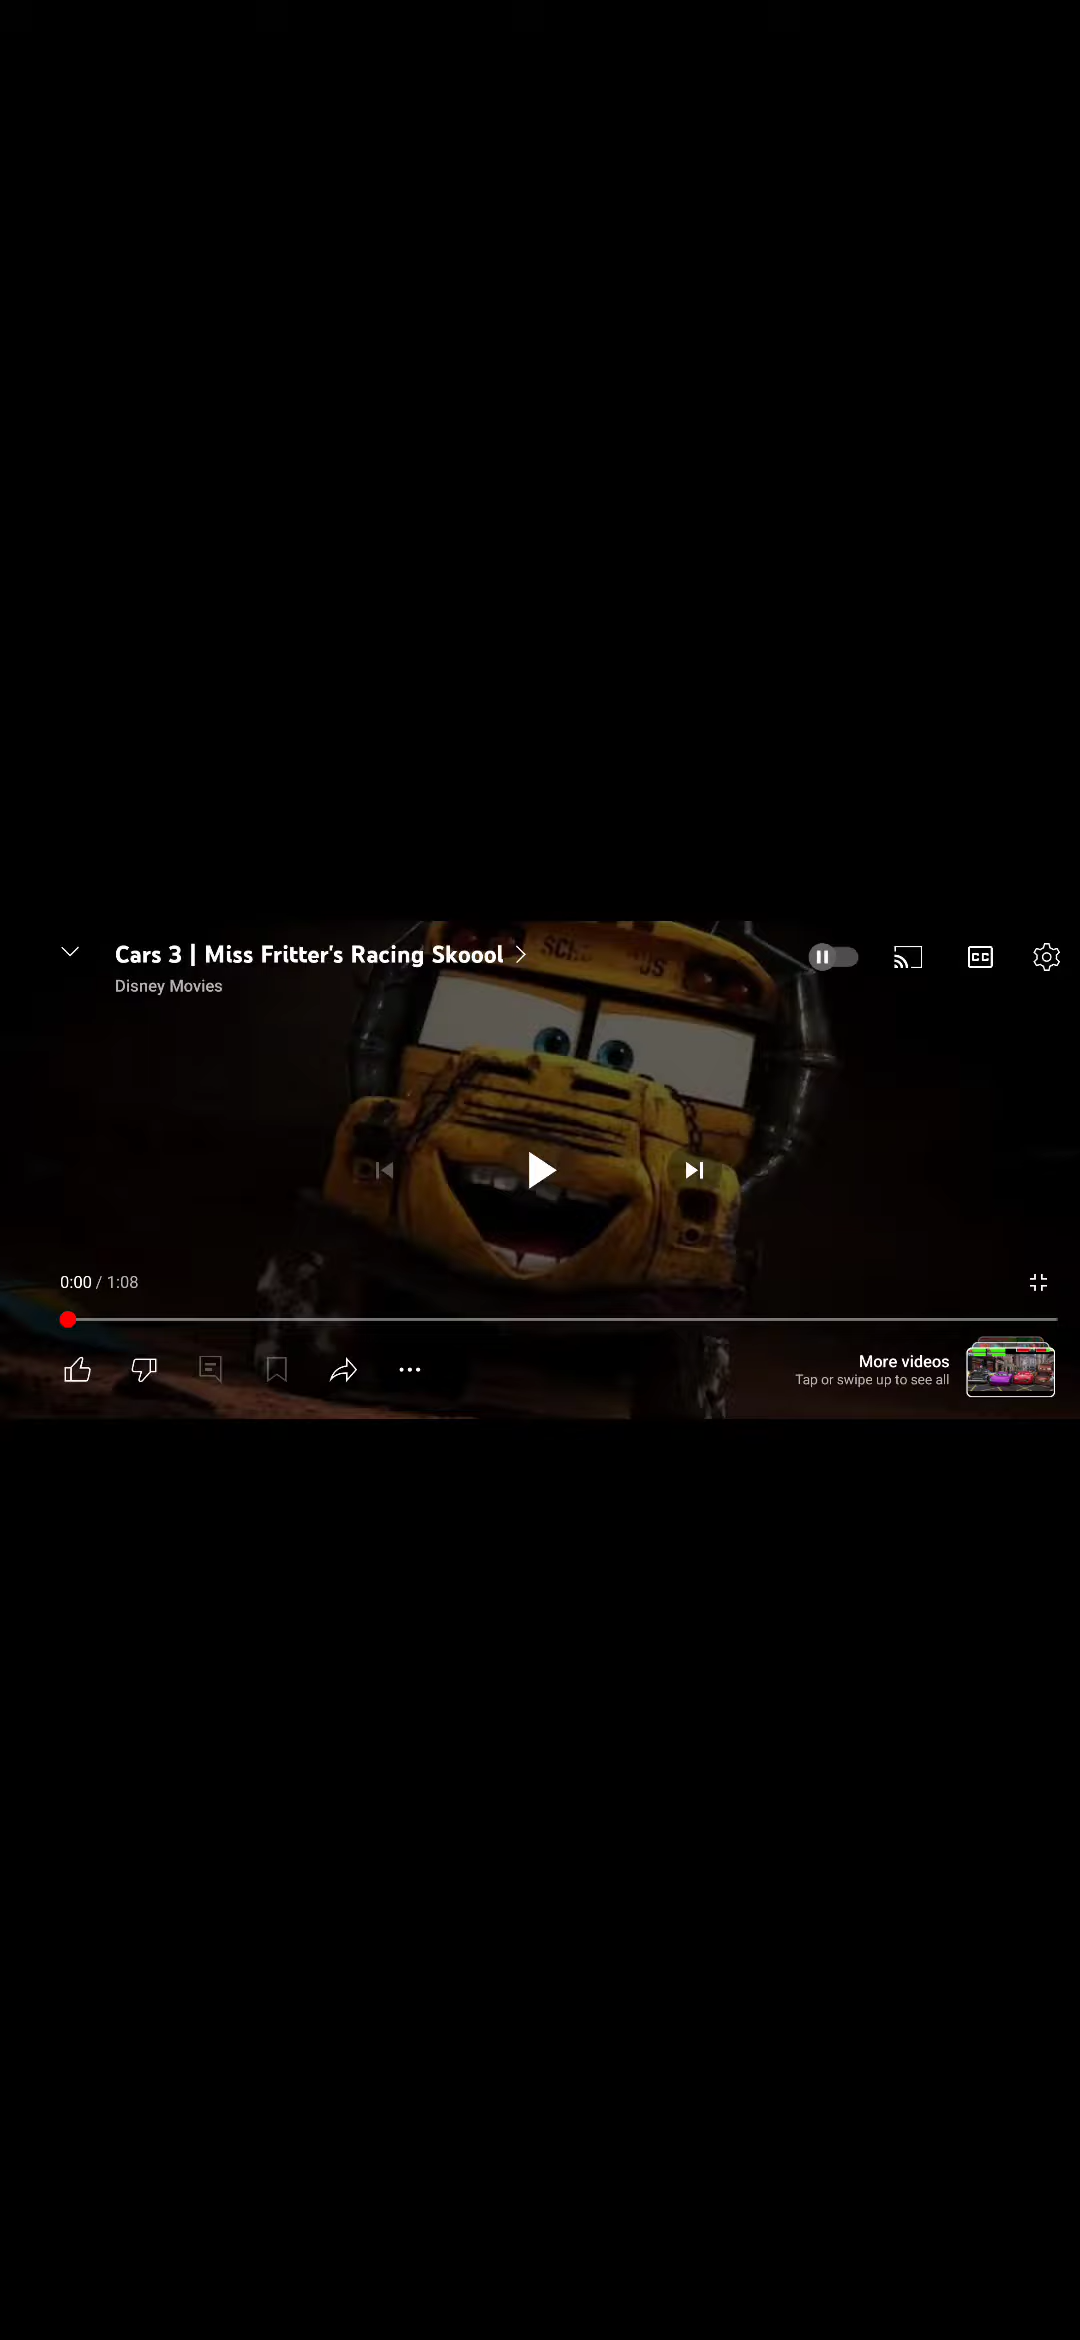 Cars 3 | Miss Fritter's Racing Skoool
Disney Movies
CC
0:00 / 1:08
More videos
Tap or swipe up to see all